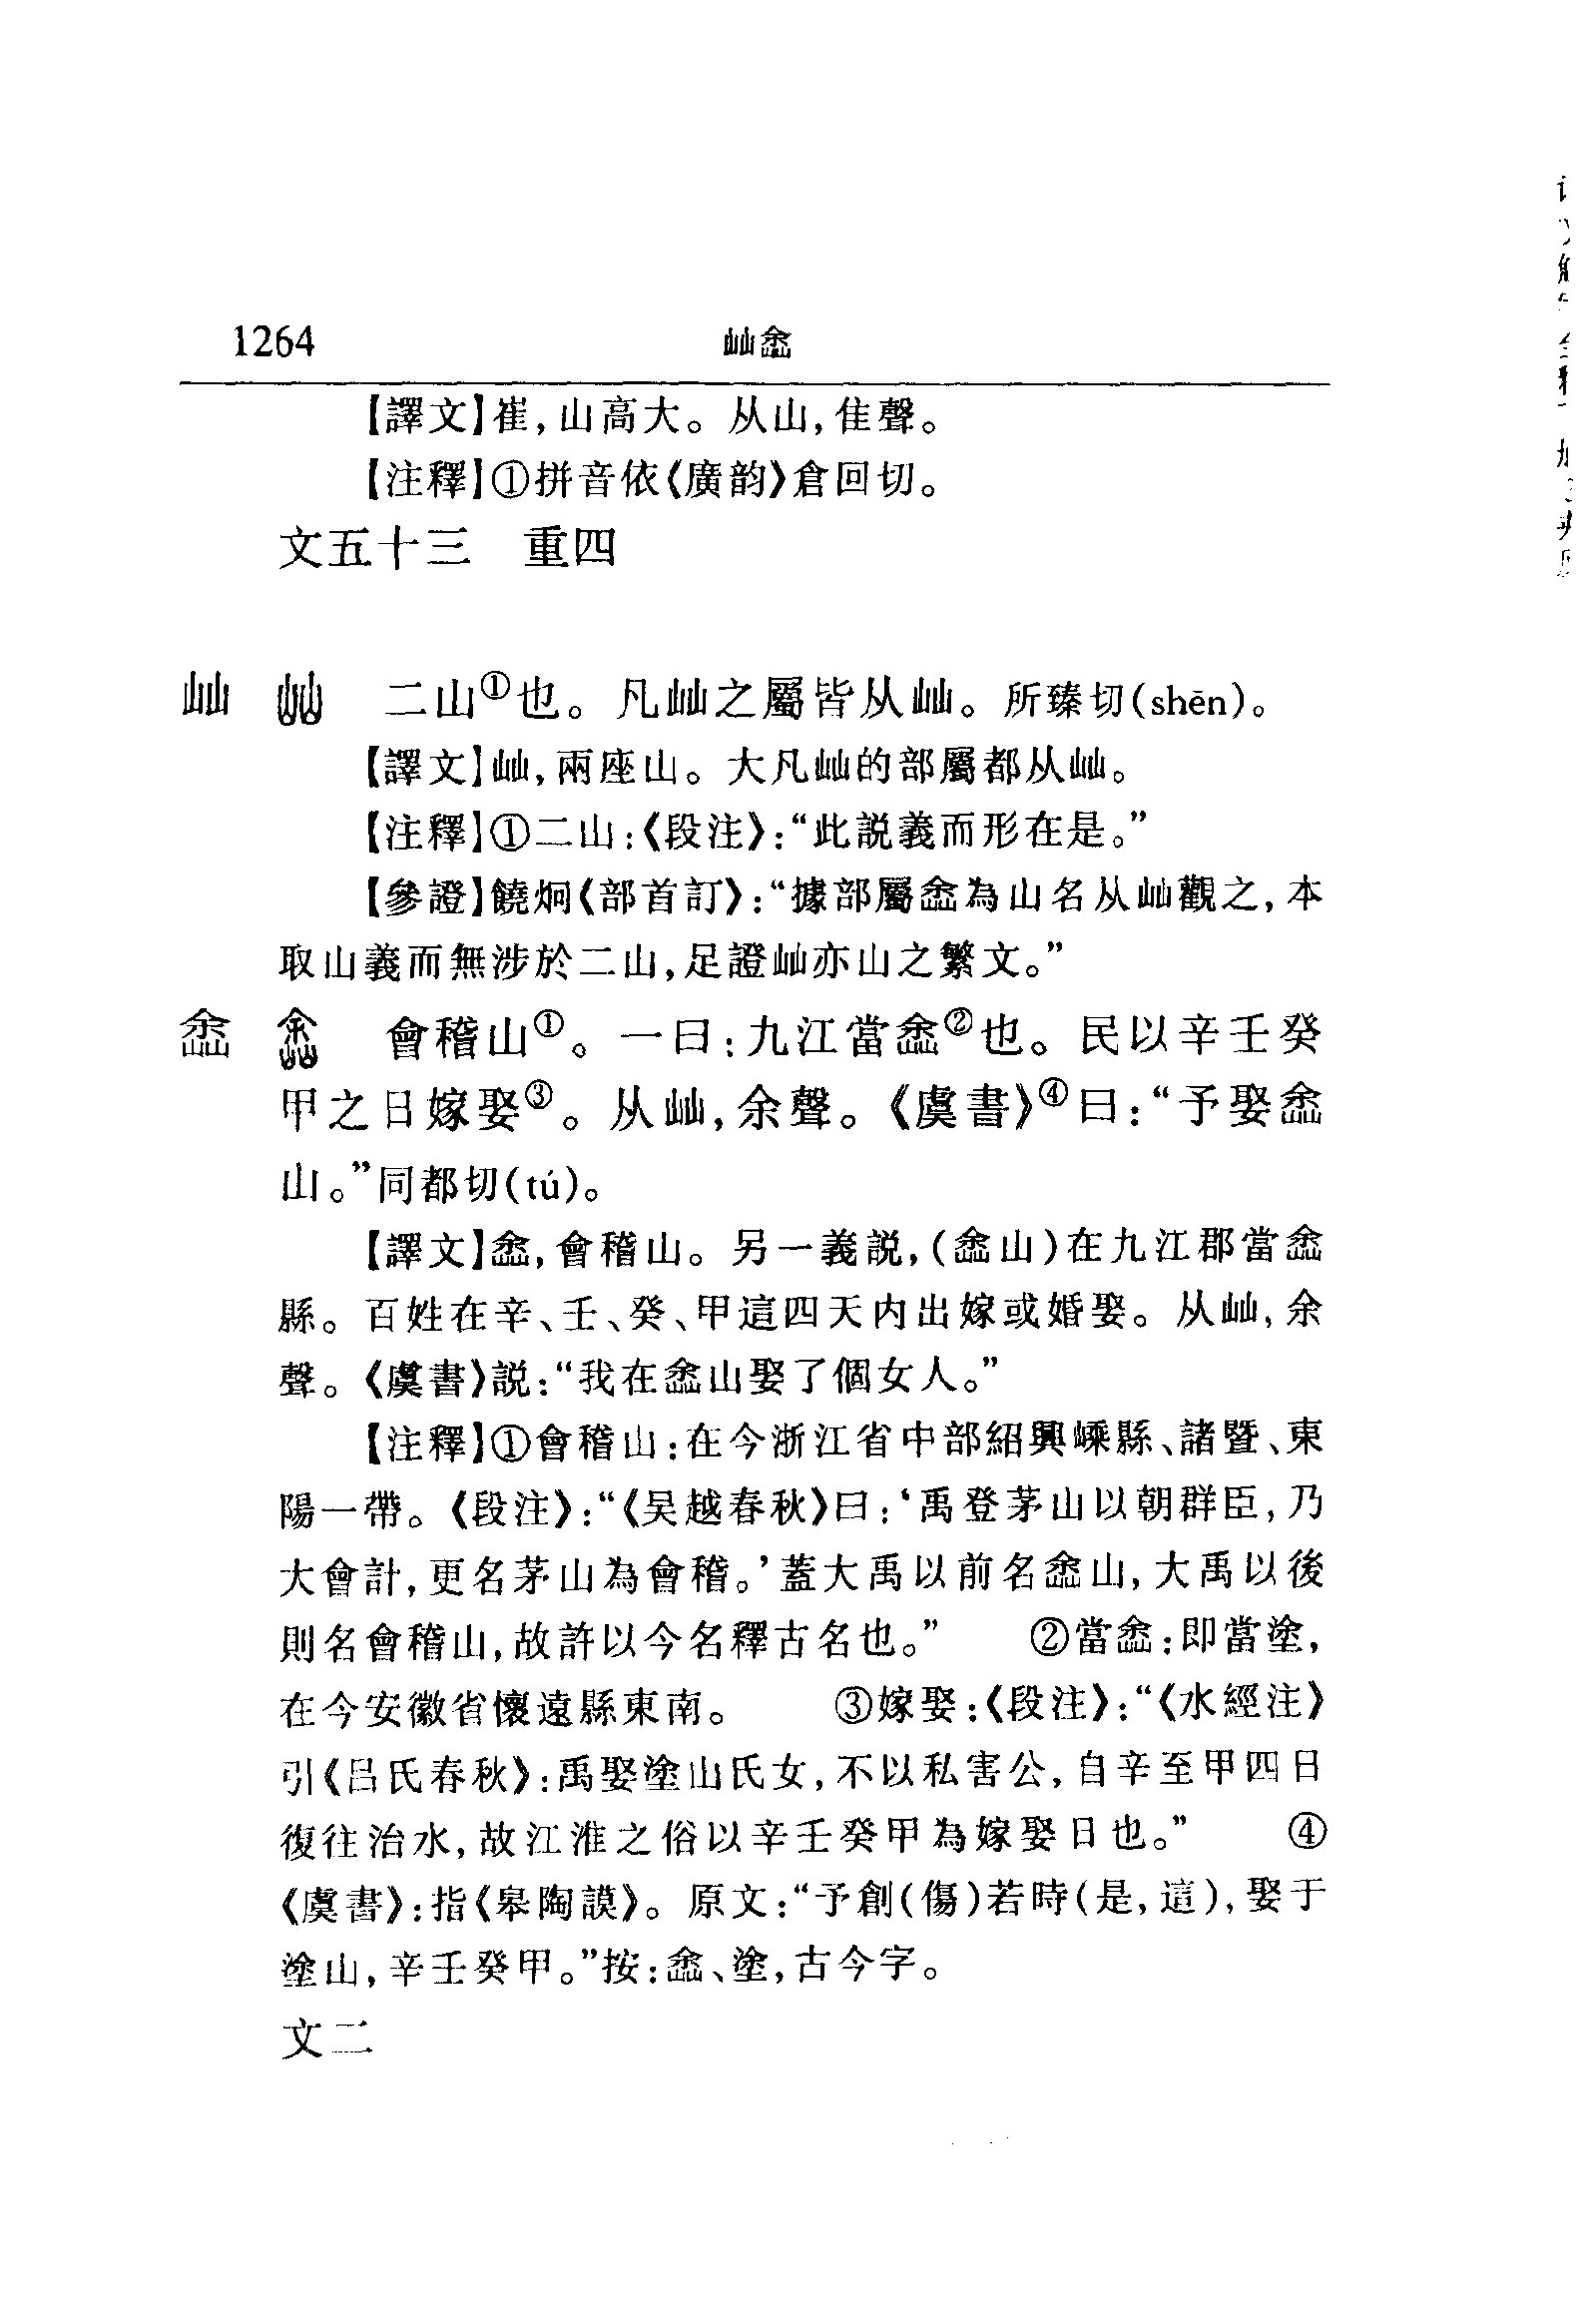 1264 屾嵞
【譯文】崔,山高大。从山,隹聲。
【注釋】①拼音依《廣韵》倉回切。
文五十三　重四
屾 屾 二山①也。凡屾之屬皆从屾。所臻切(shēn)。
【譯文】屾,兩座山。大凡屾的部屬都从屾。
【注釋】①二山:《段注》:“此説義而形在是。”
【參證】饒炯《部首訂》:“據部屬嵞為山名从屾觀之,本
取山義而無涉於二山,足證屾亦山之繁文。”
嵞 嵞 會稽山①。一曰:九江當嵞②也。民以辛壬癸
甲之日嫁娶③。从屾,余聲。《虞書》④曰:“予娶嵞
山。”同都切(tú)。
【譯文】嵞,會稽山。另一義説,(嵞山)在九江郡當嵞
縣。百姓在辛、壬、癸、甲這四天内出嫁或婚娶。从屾,余
聲。《虞書》説:“我在嵞山娶了個女人。”
【注釋】①會稽山:在今浙江省中部紹興嵊縣、諸暨、東
陽一帶。《段注》:“《吴越春秋》曰:‘禹登茅山以朝群臣,乃
大會計,更名茅山為會稽。’蓋大禹以前名嵞山,大禹以後
則名會稽山,故許以今名釋古名也。”　②當嵞:即當塗,
在今安徽省懷遠縣東南。　③嫁娶:《段注》:“《水經注》
引《吕氏春秋》:禹娶塗山氏女,不以私害公,自辛至甲四日
復往治水,故江淮之俗以辛壬癸甲為嫁娶日也。”　④
《虞書》:指《皋陶謨》。原文:“予創(傷)若時(是,這),娶于
塗山,辛壬癸甲。”按:嵞、塗,古今字。
文二